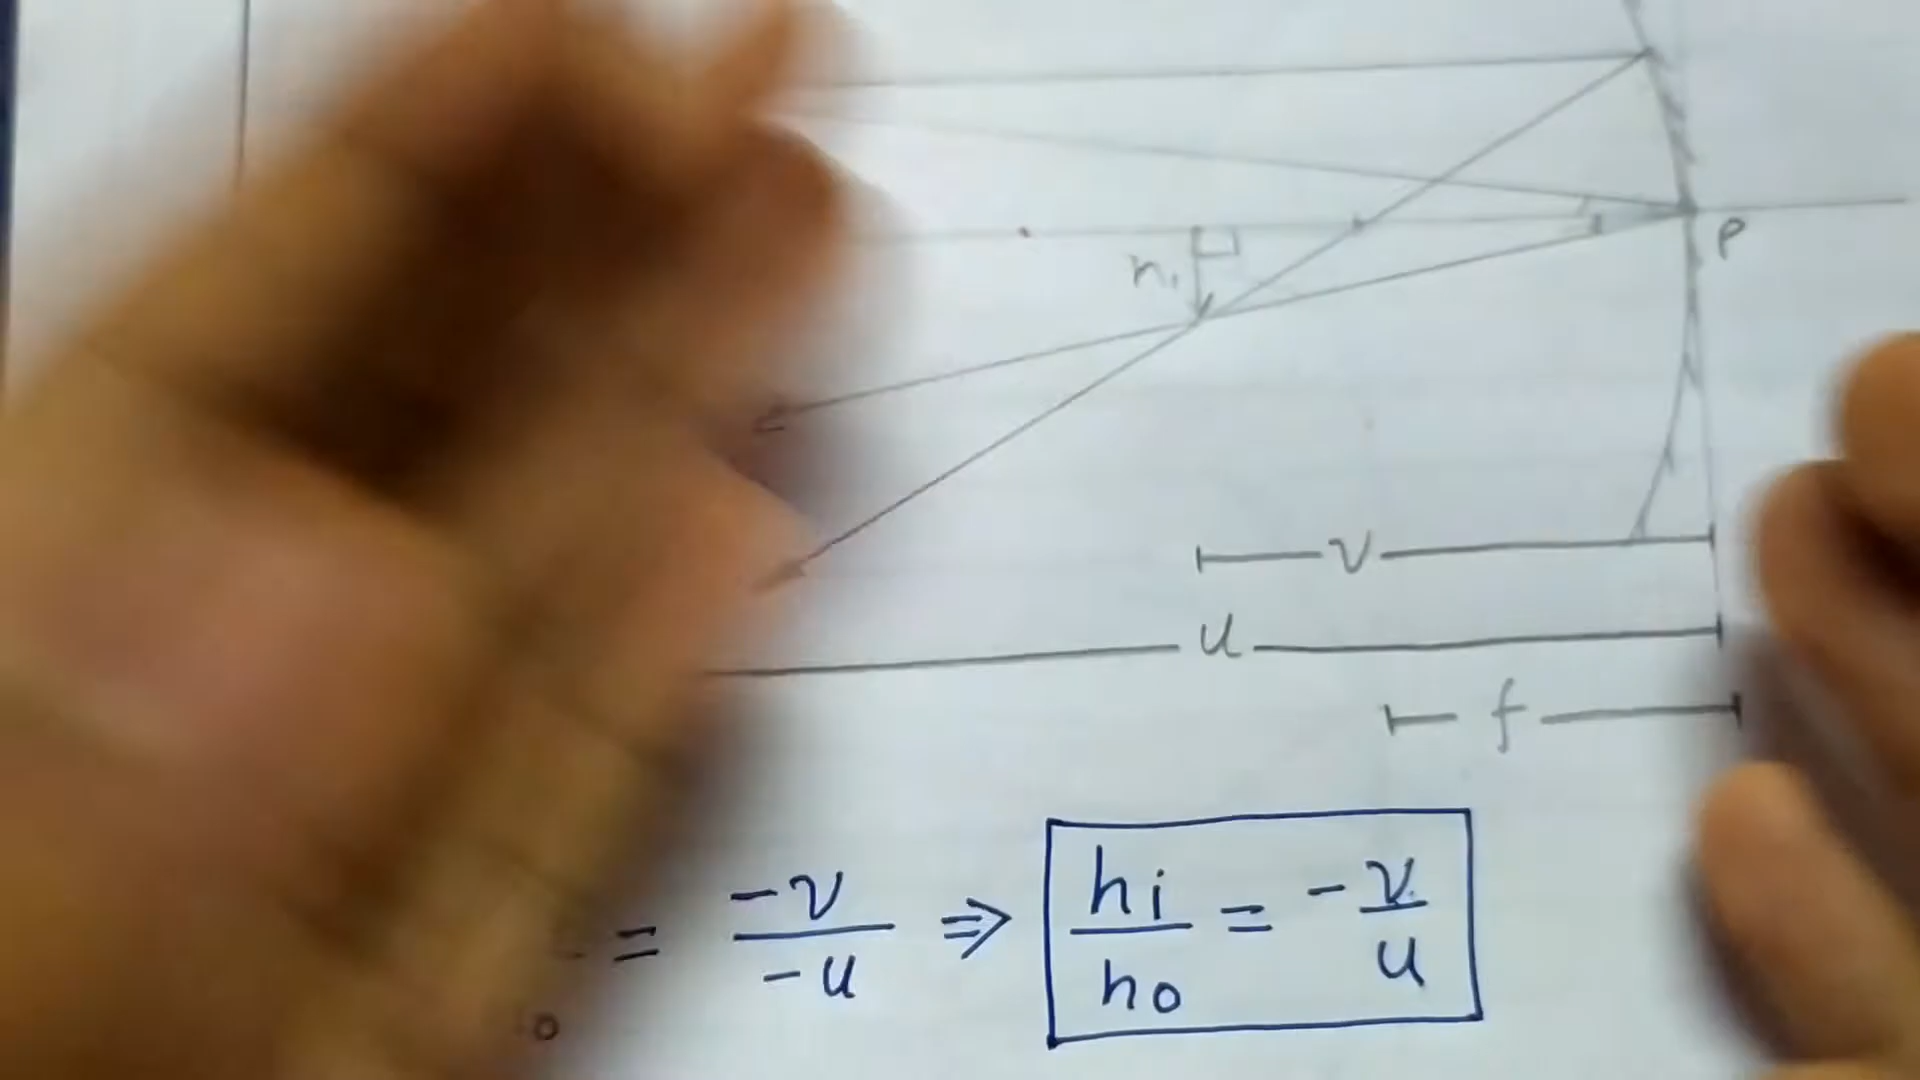 P
hi
v
u
f
o = -v / -u ⇒ hi / ho = -v / u